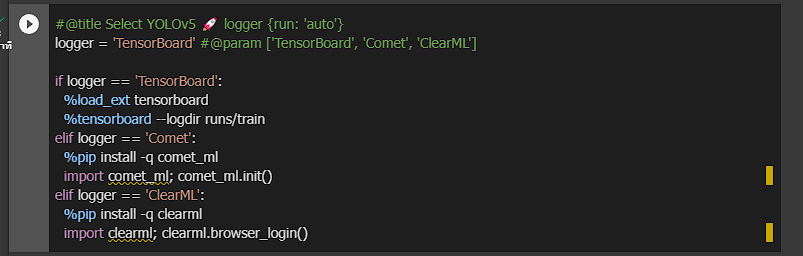 #@title Select YOLOv5 🚀 logger {run: 'auto'}
logger = 'TensorBoard' #@param ['TensorBoard', 'Comet', 'ClearML']
if logger == 'TensorBoard':
  %load_ext tensorboard
  %tensorboard --logdir runs/train
elif logger == 'Comet':
  %pip install -q comet_ml
  import comet_ml; comet_ml.init()
elif logger == 'ClearML':
  %pip install -q clearml
  import clearml; clearml.browser_login()